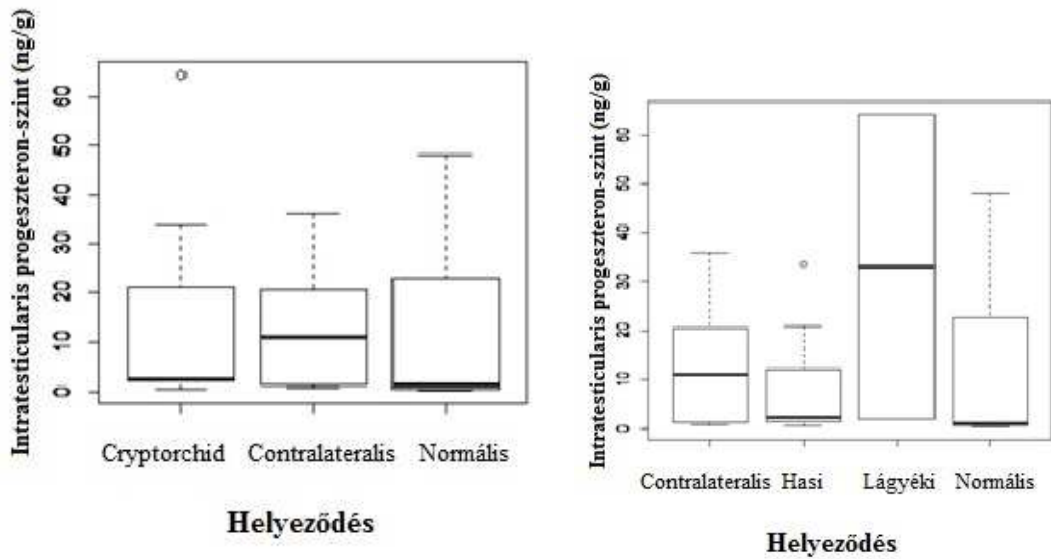 Intratesticularis progeszteron-szint (ng/g)
60
50
40
30
20
10
0
Cryptorchid Contralateralis Normális
Helyeződés
Intratesticularis progeszteron-szint (ng/g)
60
50
40
30
20
10
0
Contralateralis Hasi Lágyéki Normális
Helyeződés